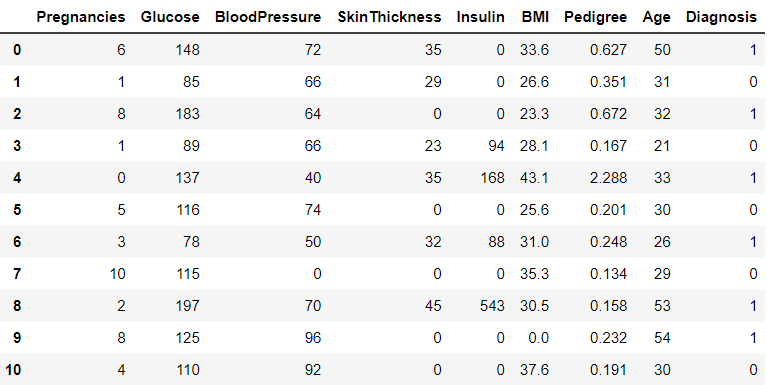 Pregnancies Glucose BloodPressure SkinThickness Insulin BMI Pedigree Age Diagnosis
0 6 148 72 35 0 33.6 0.627 50 1
1 1 85 66 29 0 26.6 0.351 31 0
2 8 183 64 0 0 23.3 0.672 32 1
3 1 89 66 23 94 28.1 0.167 21 0
4 0 137 40 35 168 43.1 2.288 33 1
5 5 116 74 0 0 25.6 0.201 30 0
6 3 78 50 32 88 31.0 0.248 26 1
7 10 115 0 0 0 35.3 0.134 29 0
8 2 197 70 45 543 30.5 0.158 53 1
9 8 125 96 0 0 0.0 0.232 54 1
10 4 110 92 0 0 37.6 0.191 30 0